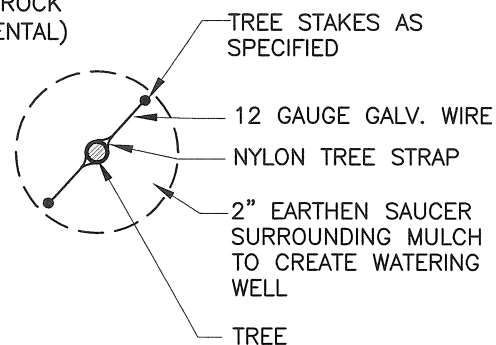 ROCK
ENTAL)
TREE STAKES AS
SPECIFIED
12 GAUGE GALV. WIRE
NYLON TREE STRAP
2" EARTHEN SAUCER
SURROUNDING MULCH
TO CREATE WATERING
WELL
TREE